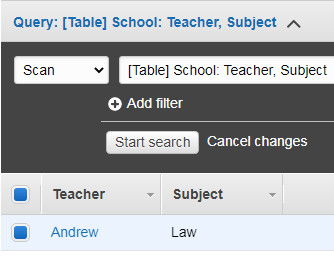 Query: [Table] School: Teacher, Subject
Scan [Table] School: Teacher, Subject
Add filter
Start search Cancel changes
Teacher Subject
Andrew Law